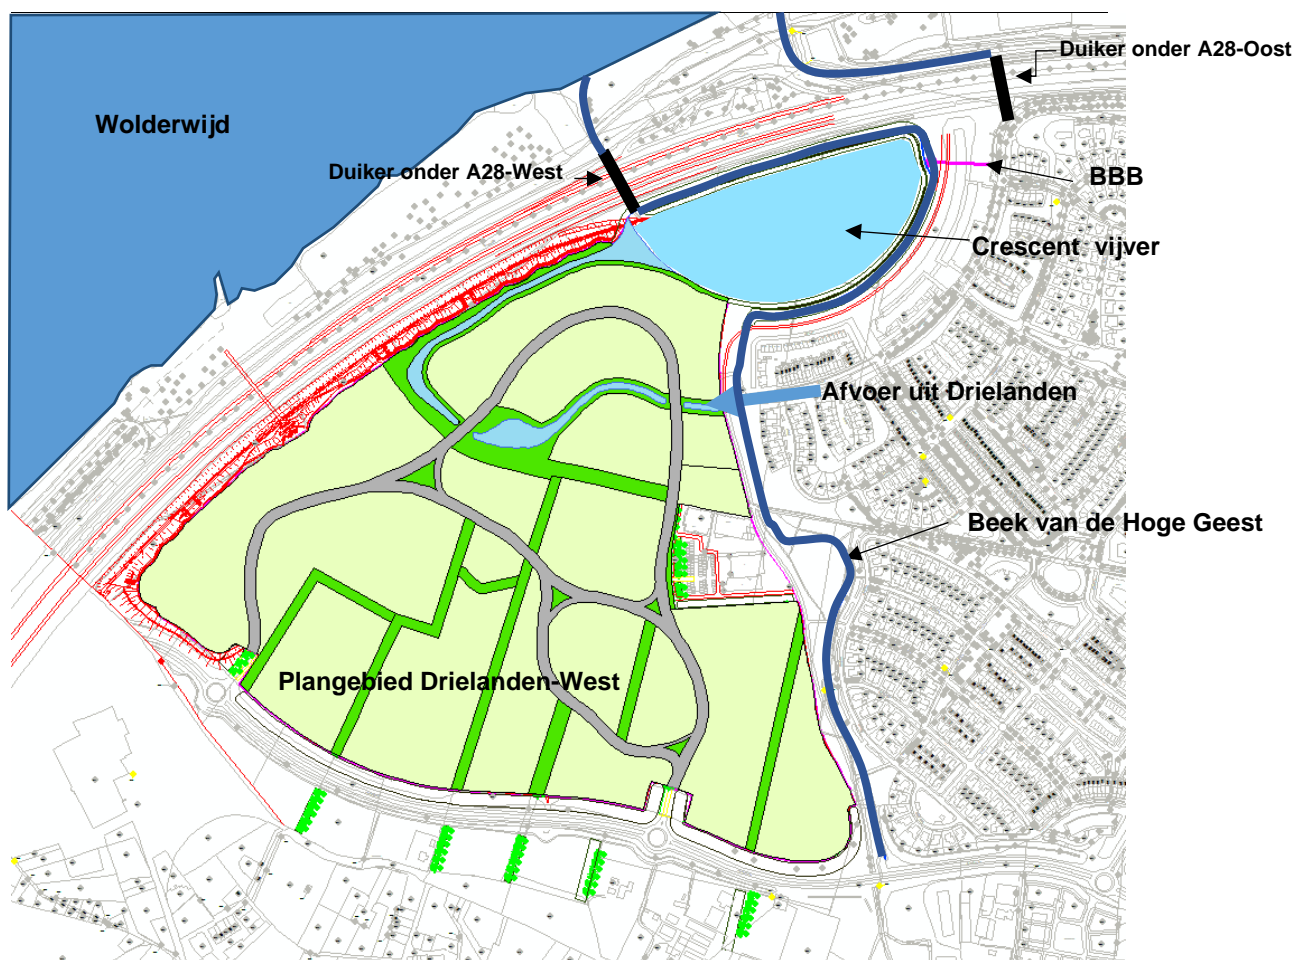 Duiker onder A28-Oost
Wolderwijd
Duiker onder A28-West
BBB
Crescent vijver
Afvoer uit Drielanden
Beek van de Hoge Geest
Plangebied Drielanden-West